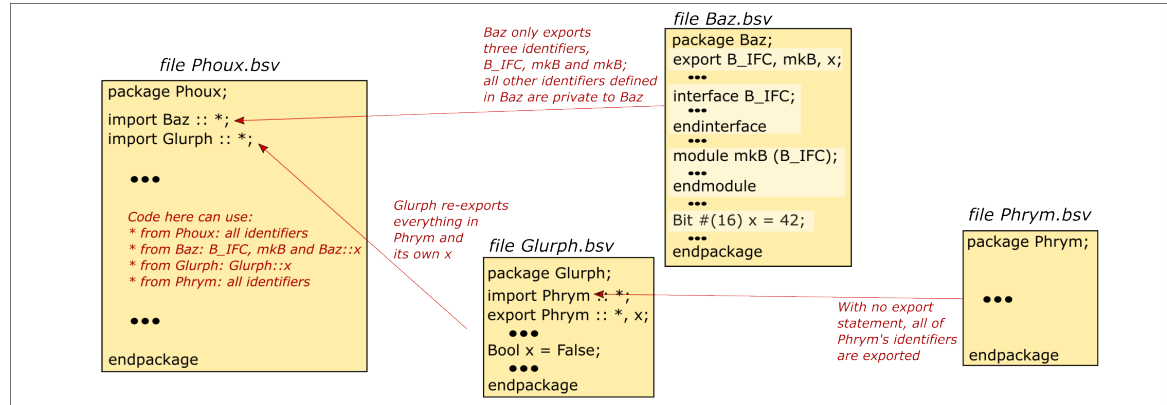 file Phoux.bsv
package Phoux;
import Baz :: *;
import Glurph :: *;
•••
Code here can use:
* from Phoux: all identifiers
* from Baz: B_IFC, mkB and Baz::x
* from Glurph: Glurph::x
* from Phrym: all identifiers
•••
endpackage
Baz only exports
three identifiers,
B_IFC, mkB and mkB;
all other identifiers defined
in Baz are private to Baz
file Baz.bsv
package Baz;
export B_IFC, mkB, x;
•••
interface B_IFC;
•••
endinterface
•••
module mkB (B_IFC);
•••
endmodule
•••
Bit #(16) x = 42;
•••
endpackage
Glurph re-exports
everything in
Phrym and
its own x
file Glurph.bsv
package Glurph;
import Phrym :: *;
export Phrym :: *, x;
•••
Bool x = False;
•••
endpackage
With no export
statement, all of
Phrym's identifiers
are exported
file Phrym.bsv
package Phrym;
•••
endpackage